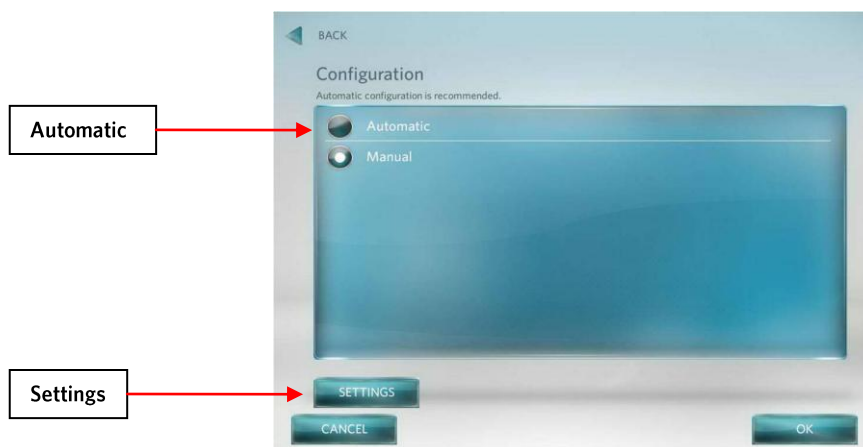 BACK
Configuration
Automatic configuration is recommended.
Automatic
Automatic
Manual
Settings
SETTINGS
CANCEL
OK